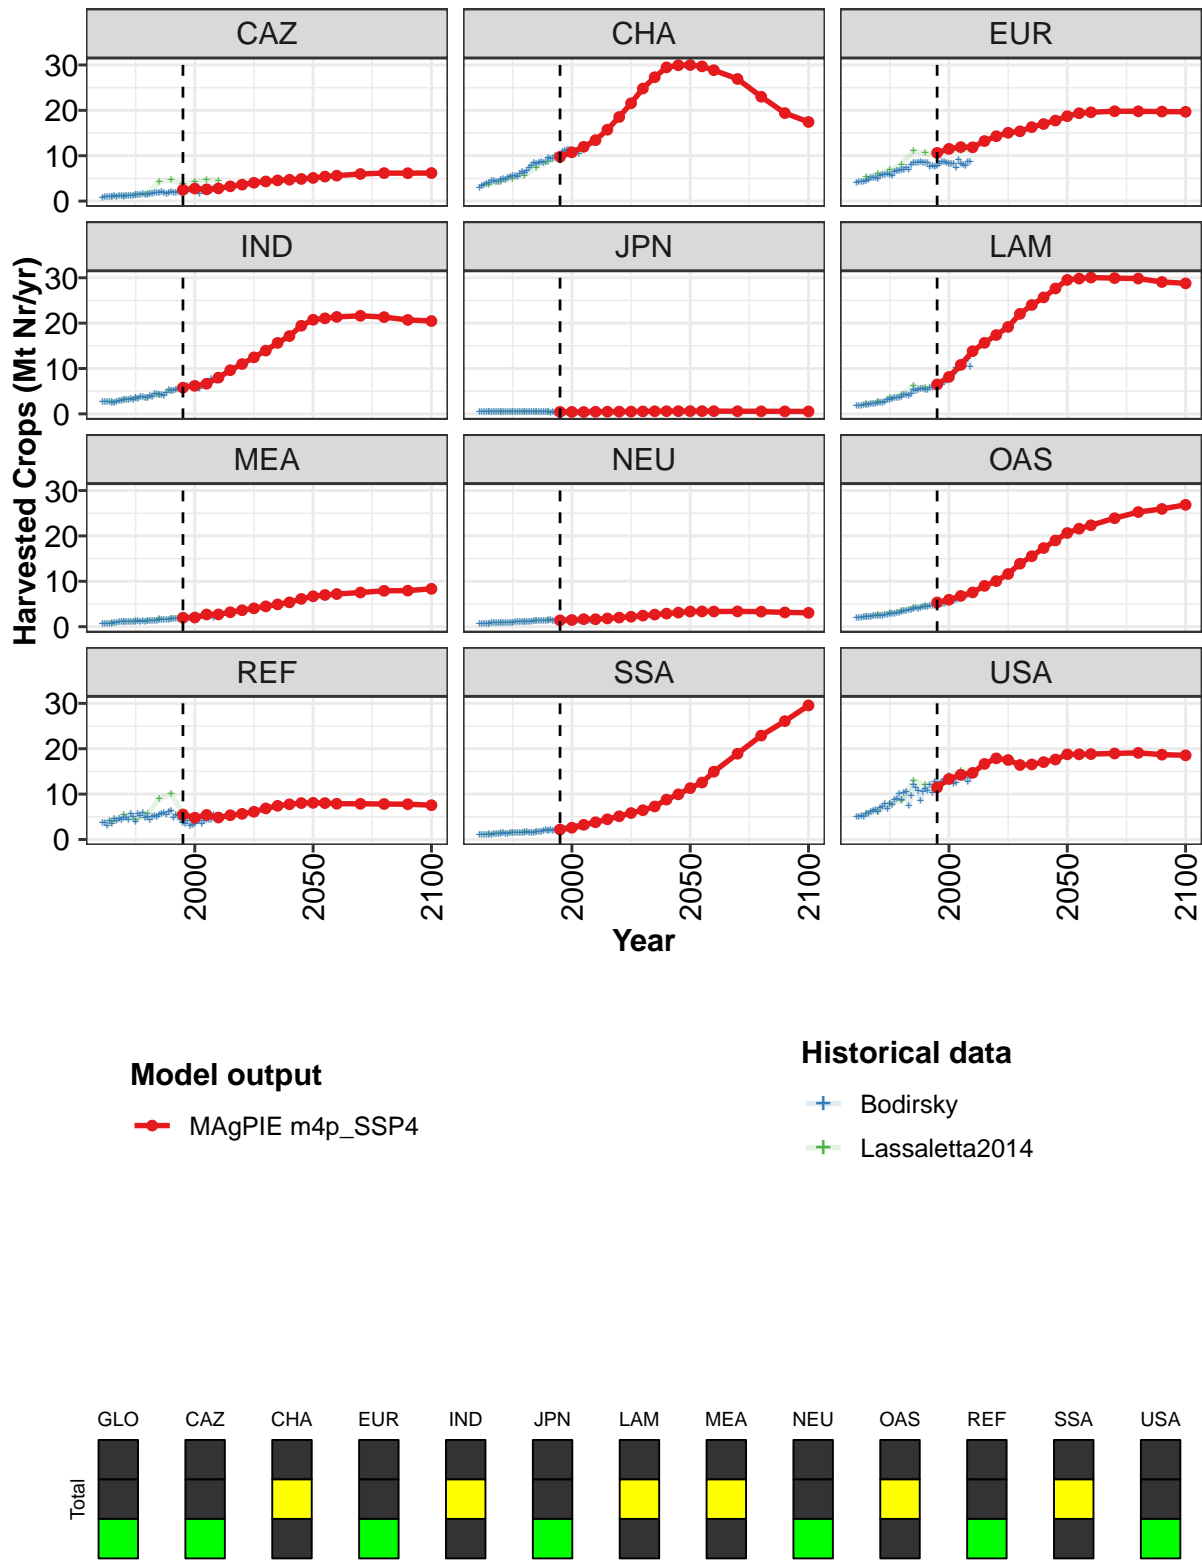 CAZ CHA EUR
30
20
10
0
IND JPN LAM
30
20
10
0
MEA NEU OAS
30
20
10
0
REF SSA USA
30
20
10
0
Harvested Crops (Mt Nr/yr)
2000 2050 2100 2000 2050 2100 2000 2050 2100
Year
Model output
MAgPIE m4p_SSP4
Historical data
Bodirsky
Lassaletta2014
GLO CAZ CHA EUR IND JPN LAM MEA NEU OAS REF SSA USA
Total